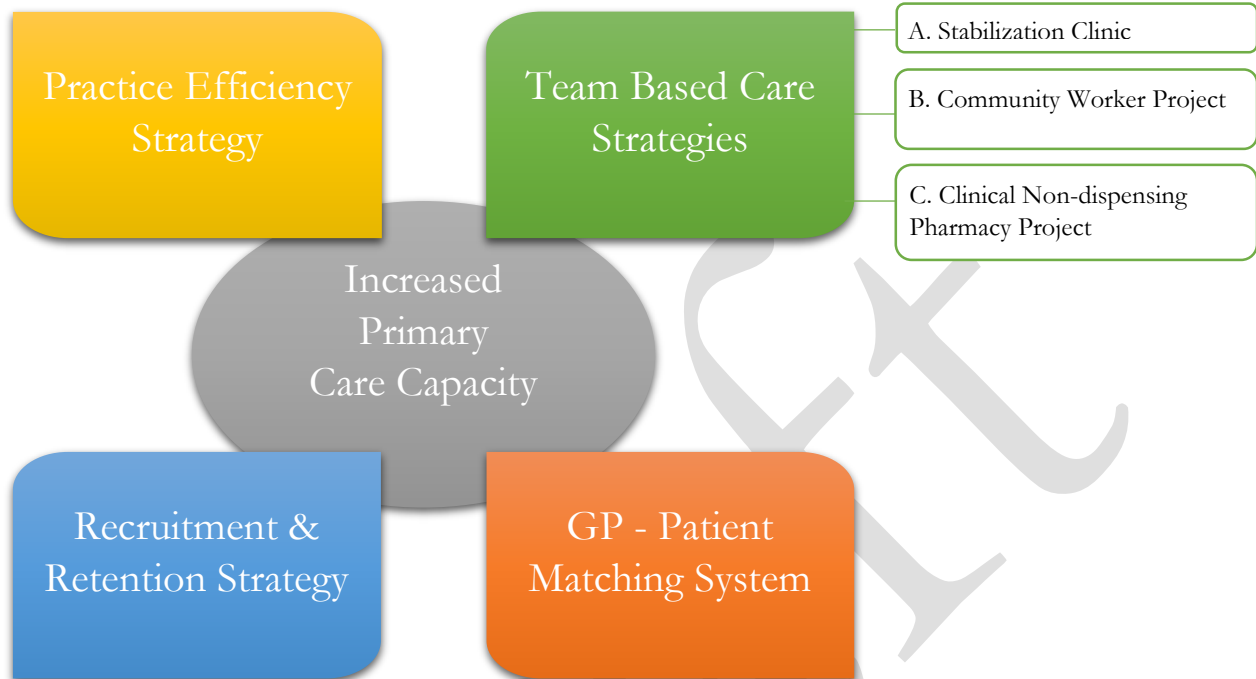 Practice Efficiency
Strategy
Team Based Care
Strategies
A. Stabilization Clinic
B. Community Worker Project
C. Clinical Non-dispensing
Pharmacy Project
Increased
Primary
Care Capacity
Recruitment &
Retention Strategy
GP - Patient
Matching System